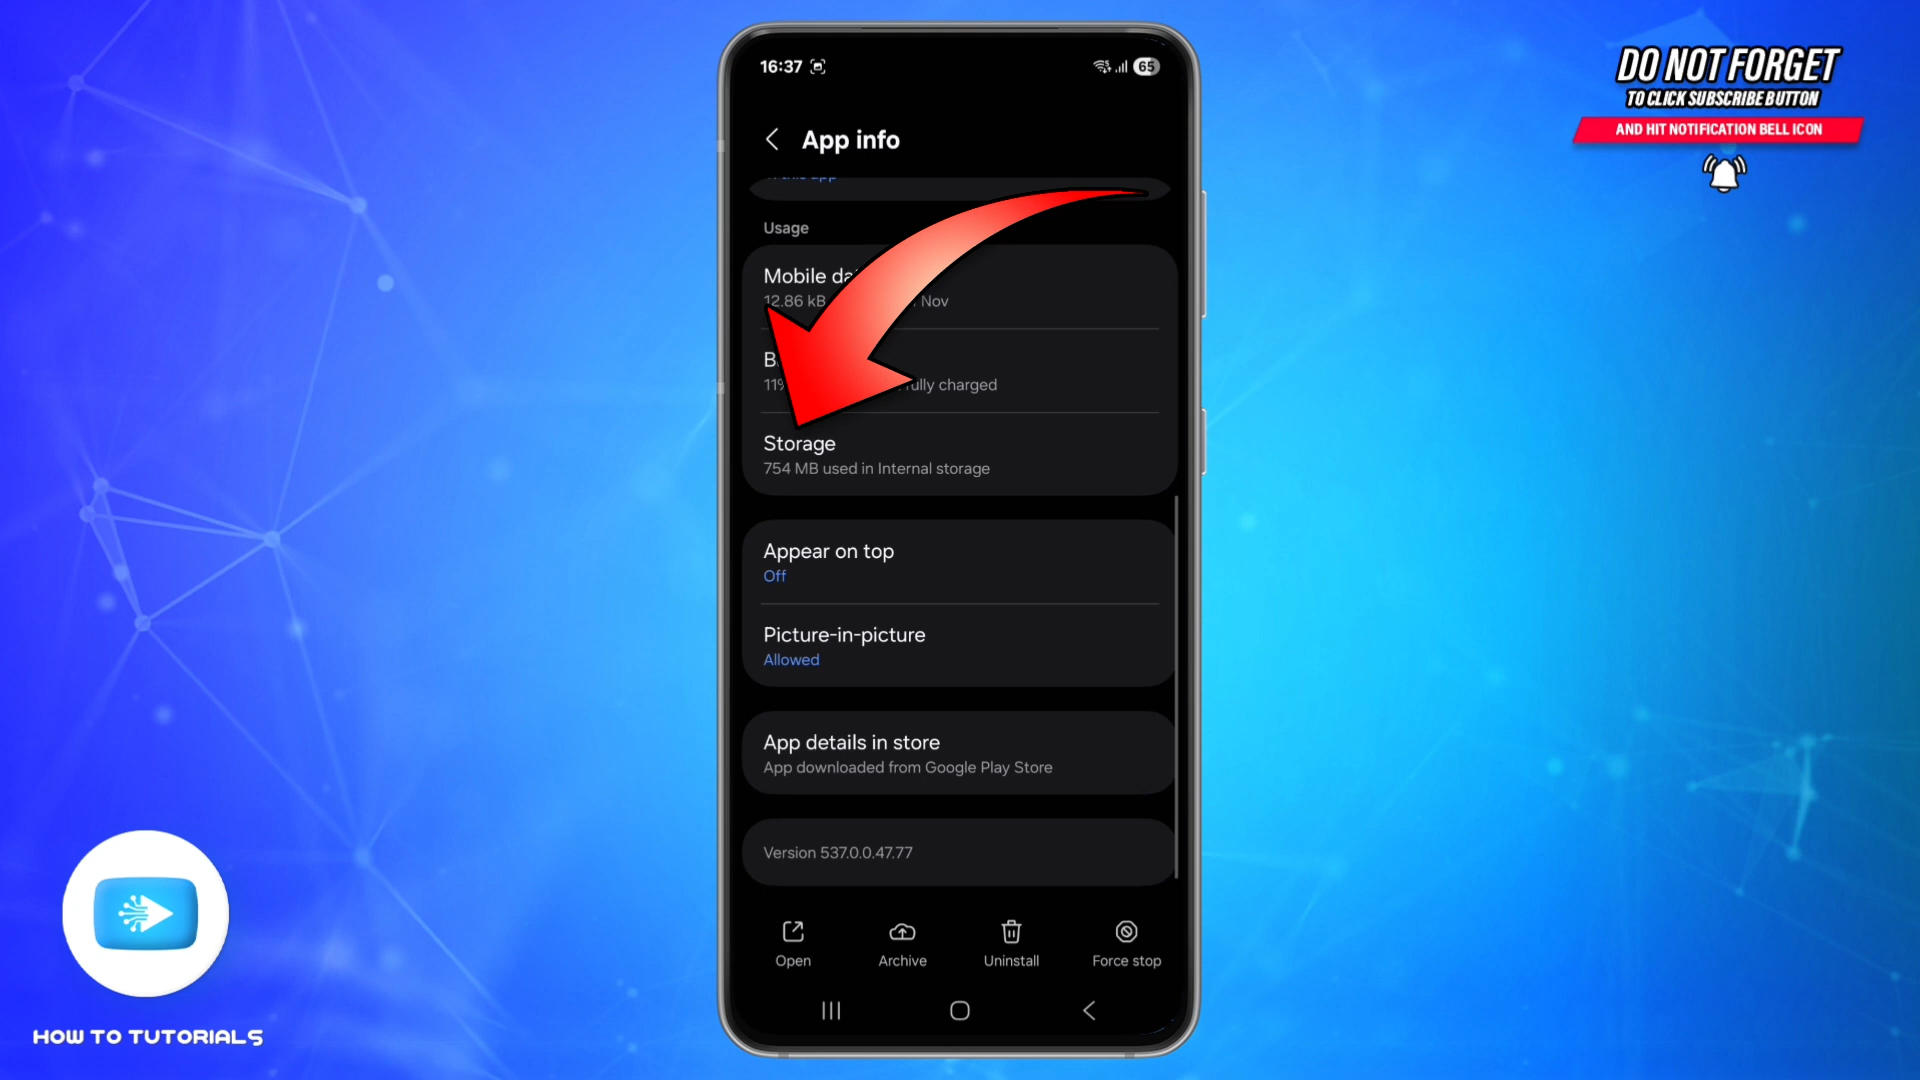 DO NOT FORGET
TO CLICK SUBSCRIBE BUTTON
AND HIT NOTIFICATION BELL ICON
16:37
65
App info
this app
Usage
Mobile da
12.86 kB Nov
B
11% fully charged
Storage
754 MB used in Internal storage
Appear on top
Off
Picture-in-picture
Allowed
App details in store
App downloaded from Google Play Store
Version 537.0.0.47.77
Open
Archive
Uninstall
Force stop
HOW TO TUTORIALS